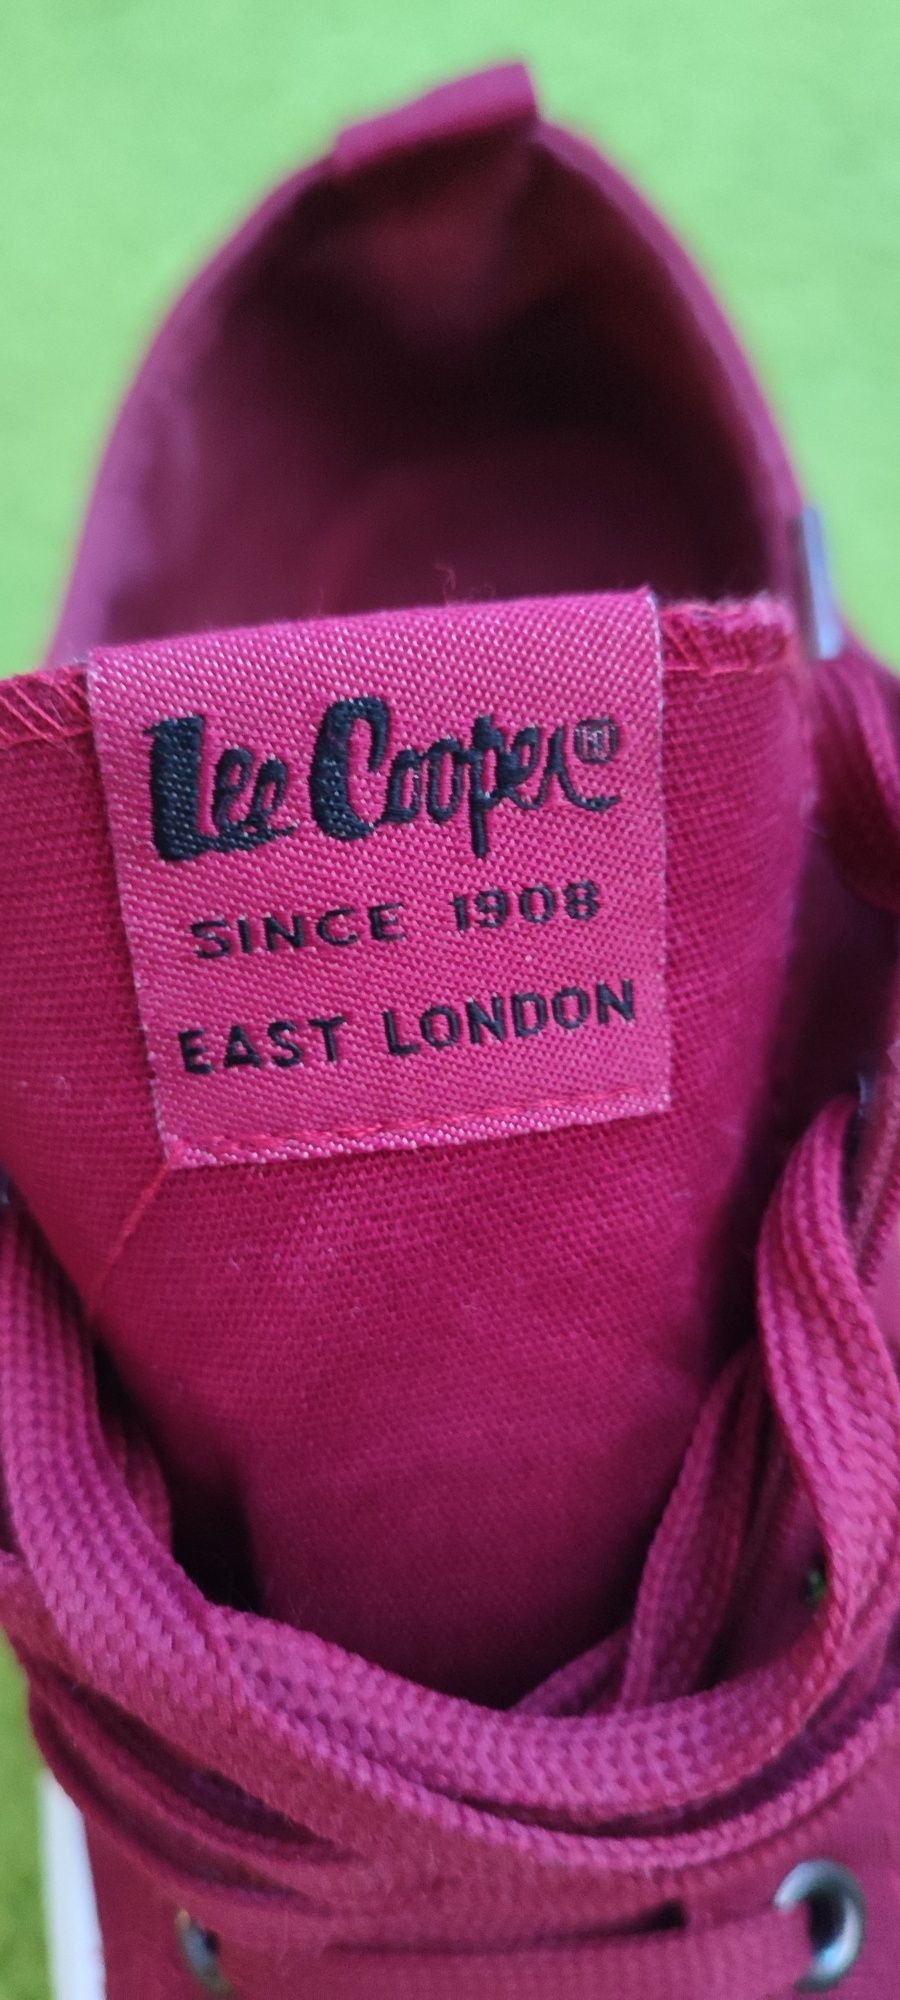 Lee Cooper®
SINCE 1908
EAST LONDON